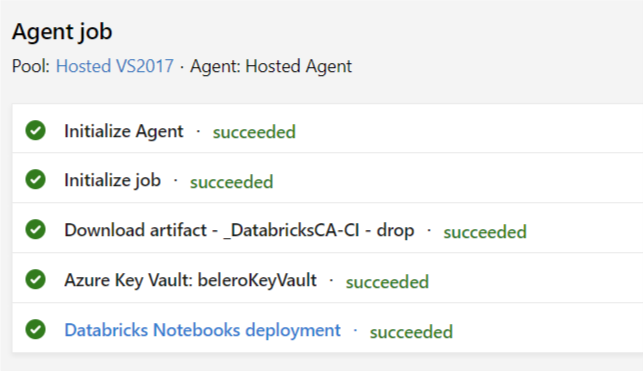 Agent job
Pool: Hosted VS2017 · Agent: Hosted Agent
Initialize Agent · succeeded
Initialize job · succeeded
Download artifact - _DatabricksCA-CI - drop · succeeded
Azure Key Vault: beleroKeyVault · succeeded
Databricks Notebooks deployment · succeeded